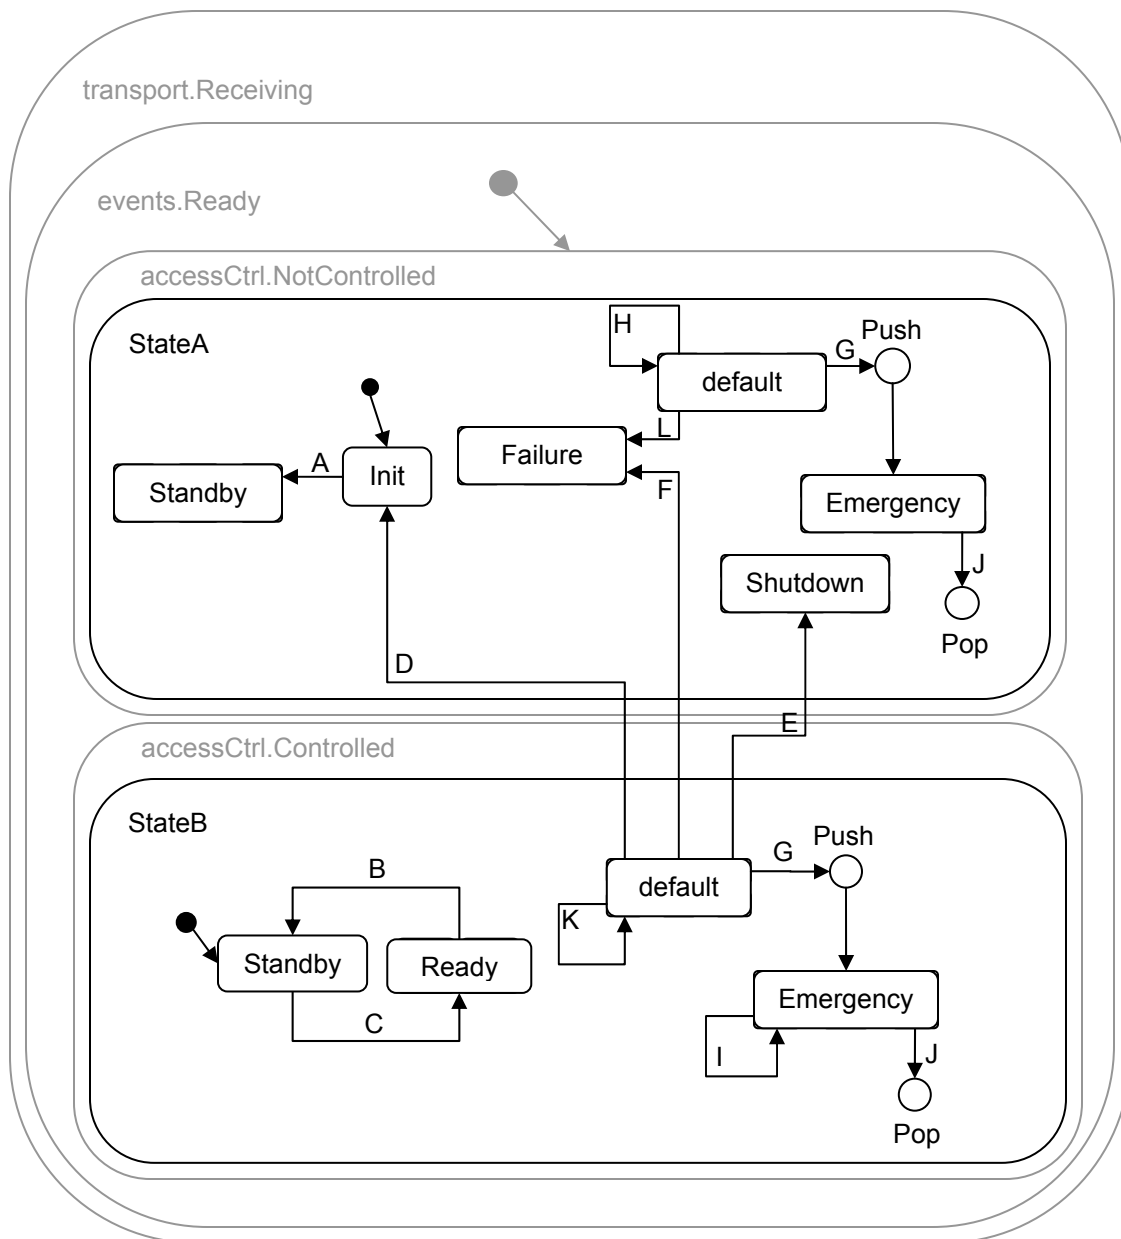 transport.Receiving
events.Ready
accessCtrl.NotControlled
StateA
H
Push
G
default
L
Failure
A
Init
Standby
F
Emergency
J
Shutdown
Pop
D
E
accessCtrl.Controlled
StateB
Push
G
B
default
K
Standby
Ready
Emergency
C
I
J
Pop